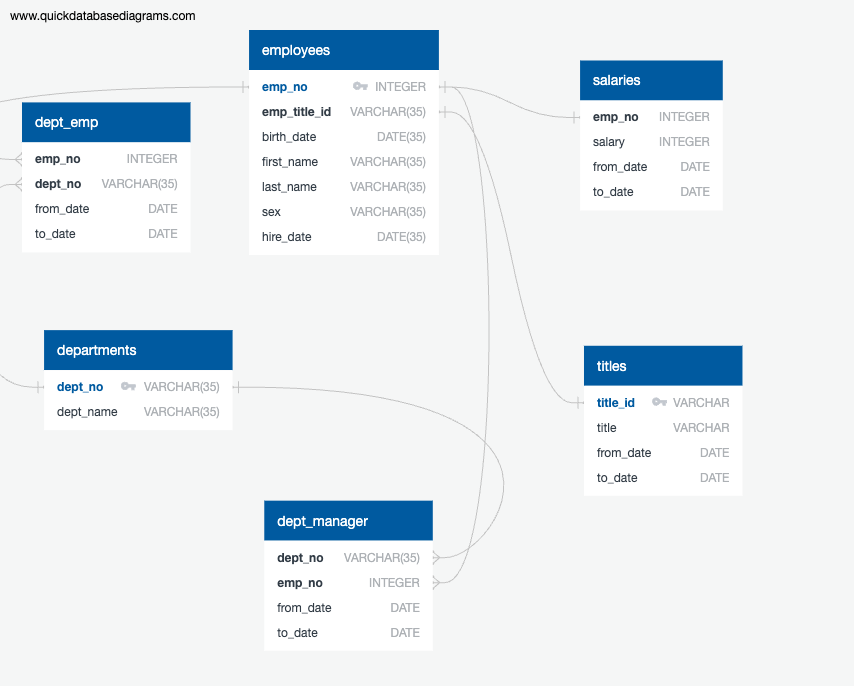 www.quickdatabasediagrams.com
employees
emp_no INTEGER
emp_title_id VARCHAR(35)
birth_date DATE(35)
first_name VARCHAR(35)
last_name VARCHAR(35)
sex VARCHAR(35)
hire_date DATE(35)
salaries
emp_no INTEGER
salary INTEGER
from_date DATE
to_date DATE
dept_emp
emp_no INTEGER
dept_no VARCHAR(35)
from_date DATE
to_date DATE
departments
dept_no VARCHAR(35)
dept_name VARCHAR(35)
titles
title_id VARCHAR
title VARCHAR
from_date DATE
to_date DATE
dept_manager
dept_no VARCHAR(35)
emp_no INTEGER
from_date DATE
to_date DATE